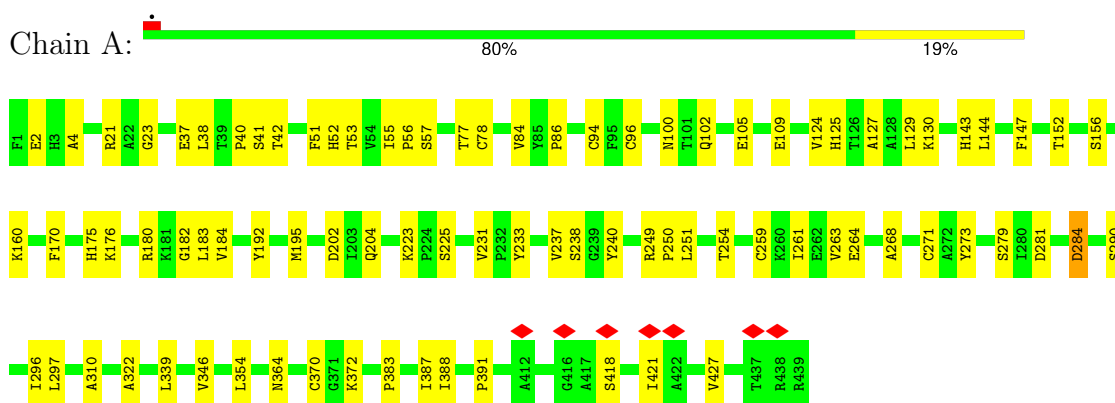 Chain A:
80% 19%
F1 E2 H3 A4 R21 A22 G23 E37 L38 T39 P40 S41 T42 F51 H52 T53 V54 I55 P56 S57 T77 C78 V84 Y85 P86 C94 F95 C96 N100 T101 Q102 E105 E109 V124 H125 T126 A127 A128 L129 K130 H143 L144 F147 T152 S156
K160 F170 H175 K176 R180 K181 G182 L183 V184 Y192 M195 D202 I203 Q204 K223 P224 S225 V231 P232 Y233 V237 S238 G239 Y240 R249 P250 L251 T254 C259 K260 I261 E262 V263 E264 A268 C271 A272 Y273 S279 I280 D281 D284
I296 L297 A310 A322 L339 V346 L354 N364 C370 G371 K372 P383 I387 I388 P391 A412 G416 A417 S418 I421 A422 V427 T437 R438 R439